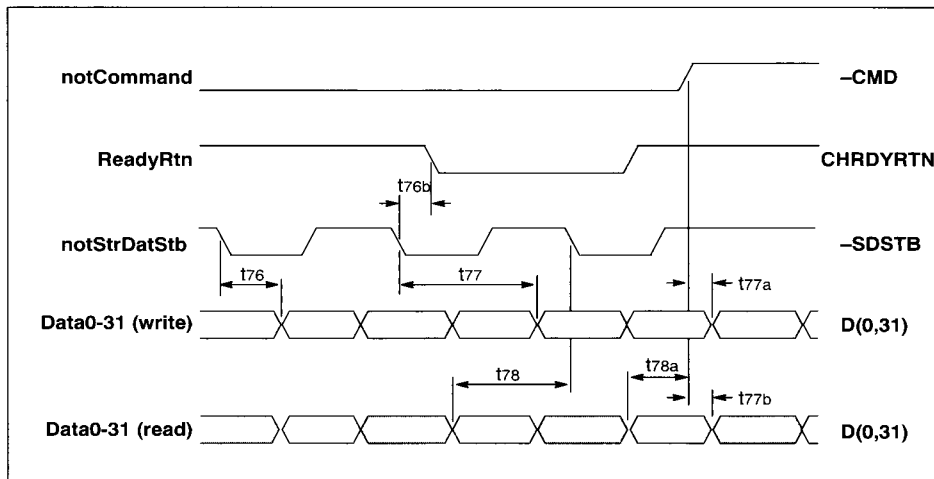 notCommand –CMD
ReadyRtn CHRDYRTN
t76b
notStrDatStb –SDSTB
t76 t77 t77a
Data0-31 (write) D(0,31)
t78 t78a
t77b
Data0-31 (read) D(0,31)